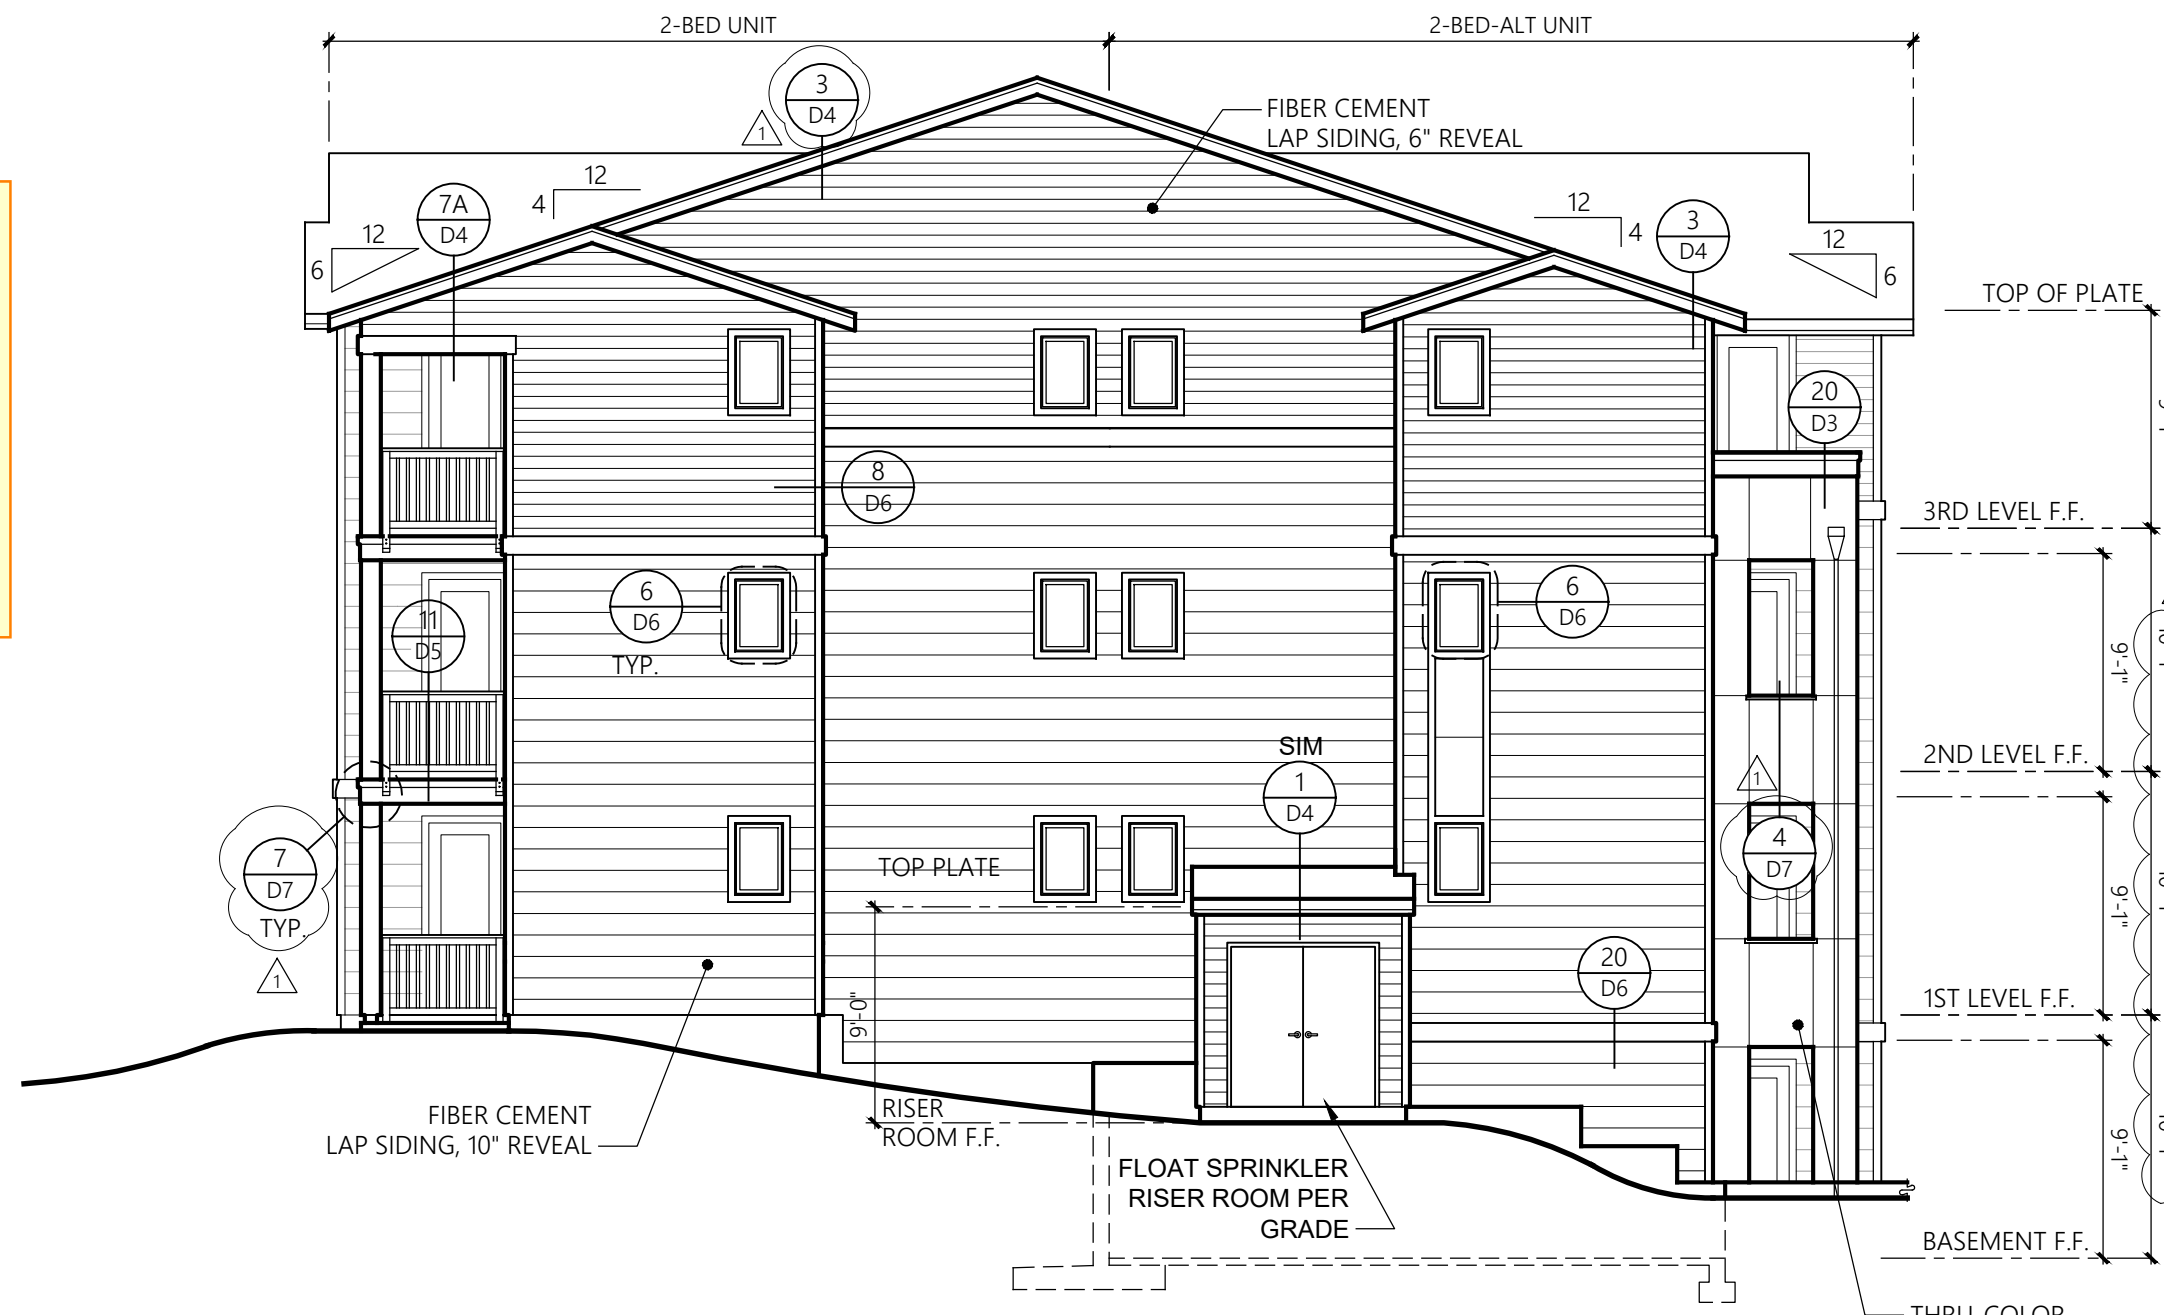 2-BED UNIT
2-BED-ALT UNIT
3
D4
1
FIBER CEMENT
LAP SIDING, 6" REVEAL
12
4
7A
D4
12
6
12
4
3
D4
12
6
TOP OF PLATE
20
D3
8
D6
3RD LEVEL F.F.
6
D6
TYP.
6
D6
11
D5
9'-1"
SIM
1
D4
2ND LEVEL F.F.
1
4
D7
7
D7
TYP.
1
TOP PLATE
9'-1"
20
D6
9'-0"
1ST LEVEL F.F.
FIBER CEMENT
LAP SIDING, 10" REVEAL
RISER
ROOM F.F.
9'-1"
FLOAT SPRINKLER
RISER ROOM PER
GRADE
BASEMENT F.F.